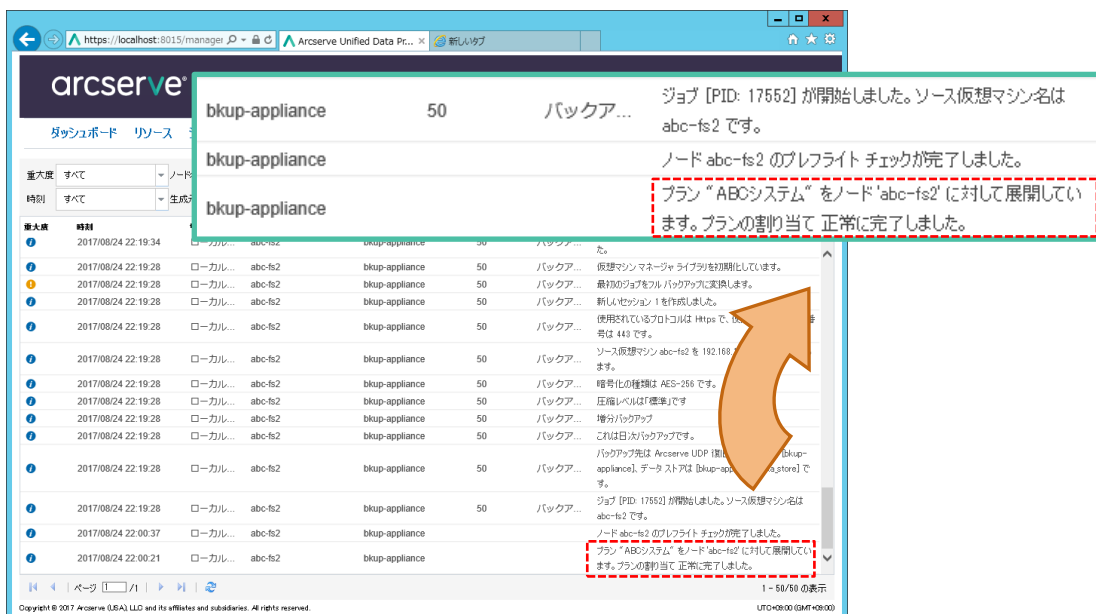 https://localhost:8015/manager
Arcserve Unified Data Pr... ×
新しいタブ
arcserve®
ダッシュボード リソース
bkup-appliance 50 バックア... ジョブ [PID: 17552] が開始しました。ソース仮想マシン名は
abc-fs2 です。
bkup-appliance ノード abc-fs2 のプレフライト チェックが完了しました。
bkup-appliance プラン "ABCシステム" をノード 'abc-fs2' に対して展開してい
ます。プランの割り当て 正常に完了しました。
重大度 すべて
時刻 すべて 生成
重大度 時刻
2017/08/24 22:19:34 ローカル... abc-fs2 bkup-appliance 50 バックア...
た。
2017/08/24 22:19:28 ローカル... abc-fs2 bkup-appliance 50 バックア... 仮想マシン マネージャ ライブラリを初期化しています。
2017/08/24 22:19:28 ローカル... abc-fs2 bkup-appliance 50 バックア... 最初のジョブをフル バックアップに変換します。
2017/08/24 22:19:28 ローカル... abc-fs2 bkup-appliance 50 バックア... 新しいセッション 1 を作成しました。
2017/08/24 22:19:28 ローカル... abc-fs2 bkup-appliance 50 バックア... 使用されているプロトコルは Https で、
号は 443 です。
2017/08/24 22:19:28 ローカル... abc-fs2 bkup-appliance 50 バックア... ソース仮想マシン abc-fs2 を 192.168.
ます。
2017/08/24 22:19:28 ローカル... abc-fs2 bkup-appliance 50 バックア... 暗号化の種類は AES-256 です。
2017/08/24 22:19:28 ローカル... abc-fs2 bkup-appliance 50 バックア... 圧縮レベルは「標準」です
2017/08/24 22:19:28 ローカル... abc-fs2 bkup-appliance 50 バックア... 増分バックアップ
2017/08/24 22:19:28 ローカル... abc-fs2 bkup-appliance 50 バックア... これは日次バックアップです。
2017/08/24 22:19:28 ローカル... abc-fs2 bkup-appliance 50 バックア... バックアップ先は Arcserve UDP [bkup-
appliance]、データ ストアは [bkup-app a_store] で
す。
2017/08/24 22:19:28 ローカル... abc-fs2 bkup-appliance 50 バックア... ジョブ [PID: 17552] が開始しました。ソース仮想マシン名は
abc-fs2 です。
2017/08/24 22:00:37 ローカル... abc-fs2 bkup-appliance ノード abc-fs2 のプレフライト チェックが完了しました。
2017/08/24 22:00:21 ローカル... abc-fs2 bkup-appliance プラン "ABCシステム" をノード 'abc-fs2' に対して展開してい
ます。プランの割り当て 正常に完了しました。
ページ 1 /1 1 - 50/50 の表示
Copyright © 2017 Arcserve (USA), LLC and its affiliates and subsidiaries. All rights reserved. UTC+09:00 (GMT+09:00)